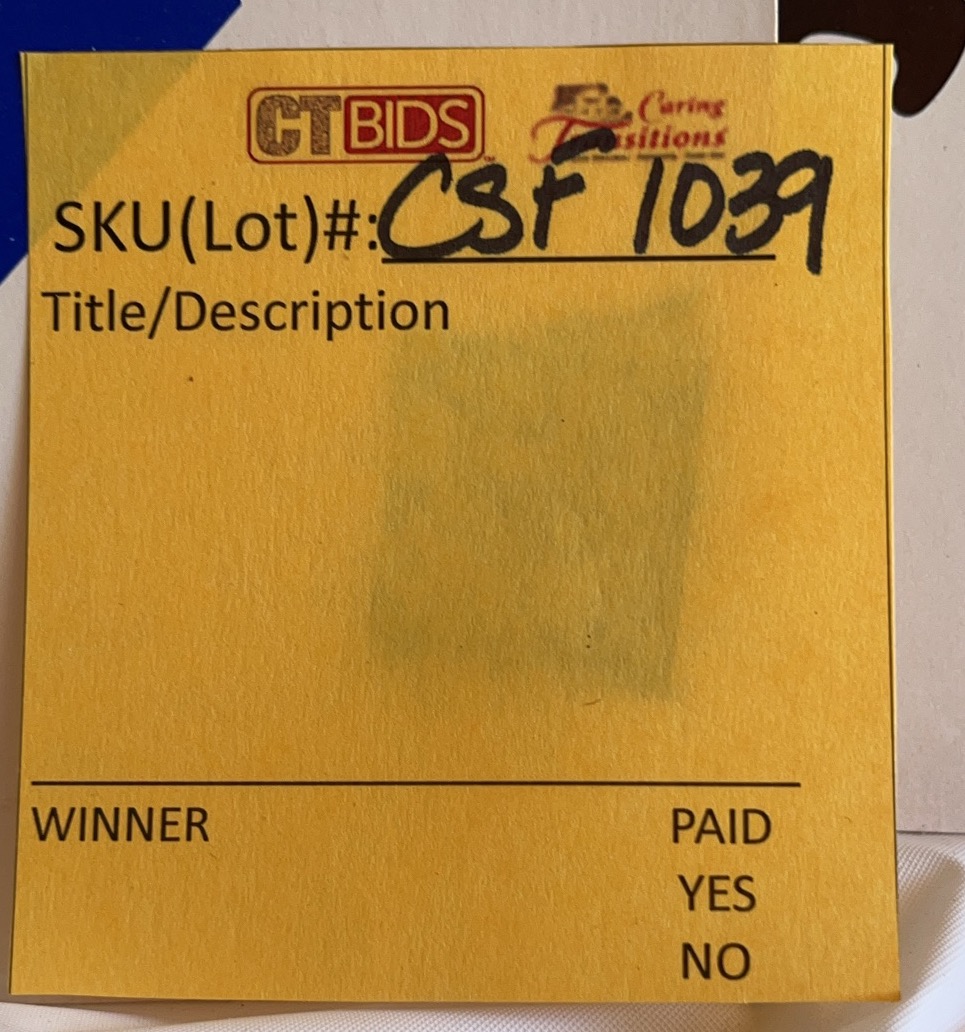 CTBIDS Caring
Transitions
SKU(Lot)#: CSF 1039
Title/Description
WINNER PAID
YES
NO